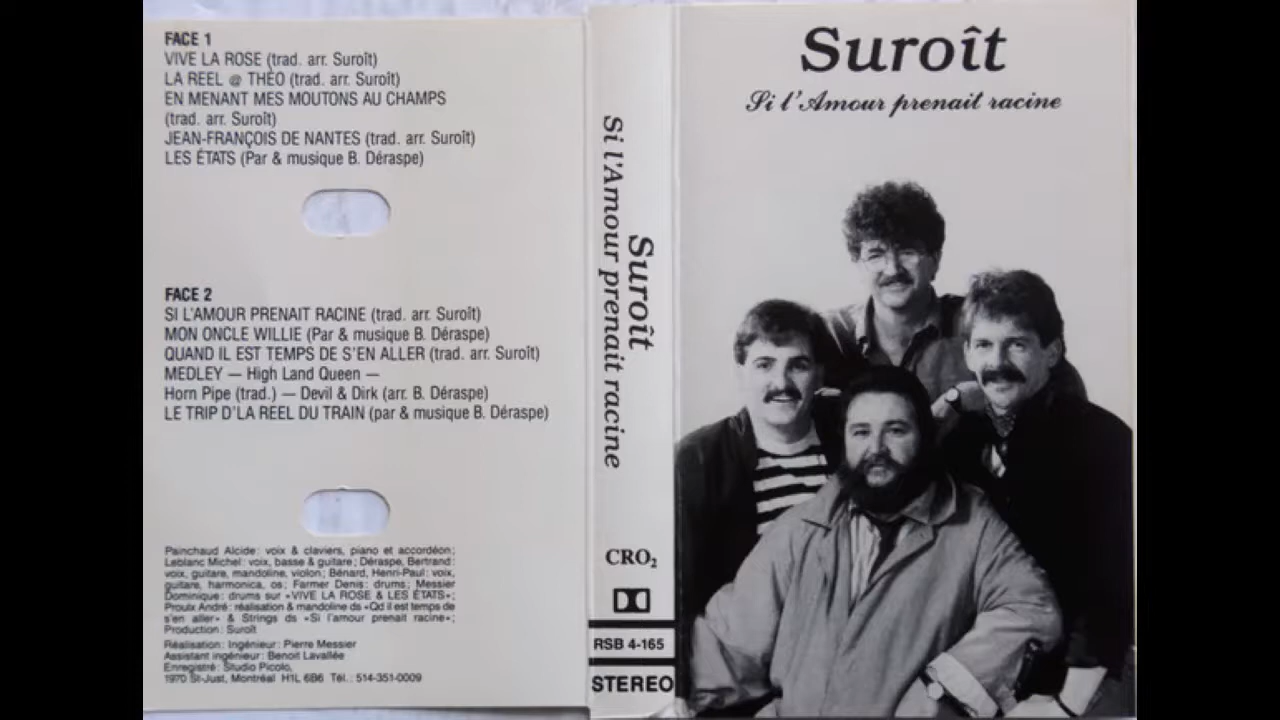 FACE 1
VIVE LA ROSE (trad. arr. Suroît)
LA REEL @ THÉO (trad. arr. Suroît)
EN MENANT MES MOUTONS AU CHAMPS
(trad. arr. Suroît)
JEAN-FRANÇOIS DE NANTES (trad. arr. Suroît)
LES ÉTATS (Par & musique B. Déraspe)
FACE 2
SI L'AMOUR PRENAIT RACINE (trad. arr. Suroît)
MON ONCLE WILLIE (Par & musique B. Déraspe)
QUAND IL EST TEMPS DE S'EN ALLER (trad. arr. Suroît)
MEDLEY — High Land Queen —
Horn Pipe (trad.) — Devil & Dirk (arr. B. Déraspe)
LE TRIP D'LA REEL DU TRAIN (par & musique B. Déraspe)
Painchaud Alcide: voix & claviers, piano et accordéon;
Leblanc Michel: voix, basse & guitare; Déraspe, Bertrand:
voix, guitare, mandoline, violon; Bénard, Henri-Paul: voix,
guitare, harmonica, os; Farmer Denis: drums; Messier
Dominique: drums sur «VIVE LA ROSE & LES ÉTATS»;
Proulx André: réalisation & mandoline ds «Qd il est temps de
s'en aller» & Strings ds «Si l'amour prenait racine»;
Production: Suroît
Réalisation: Ingénieur: Pierre Messier
Assistant ingénieur: Benoit Lavallée
Enregistré: Studio Picolo,
1970 St-Just, Montréal H1L 6B6 Tél.: 514-351-0009
Suroît
Si l'Amour prenait racine
CRO₂
RSB 4-165
STEREO
Suroît
Si l'Amour prenait racine